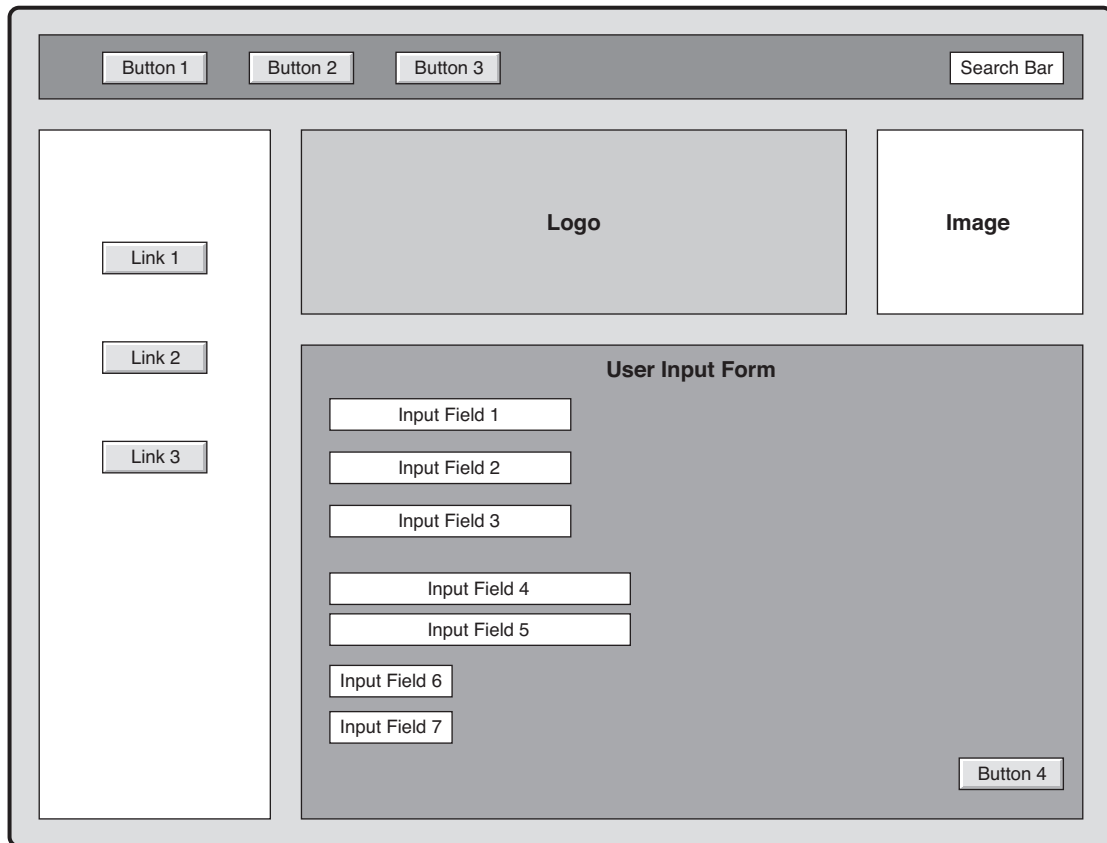 Button 1
Button 2
Button 3
Search Bar
Link 1
Link 2
Link 3
Logo
Image
User Input Form
Input Field 1
Input Field 2
Input Field 3
Input Field 4
Input Field 5
Input Field 6
Input Field 7
Button 4